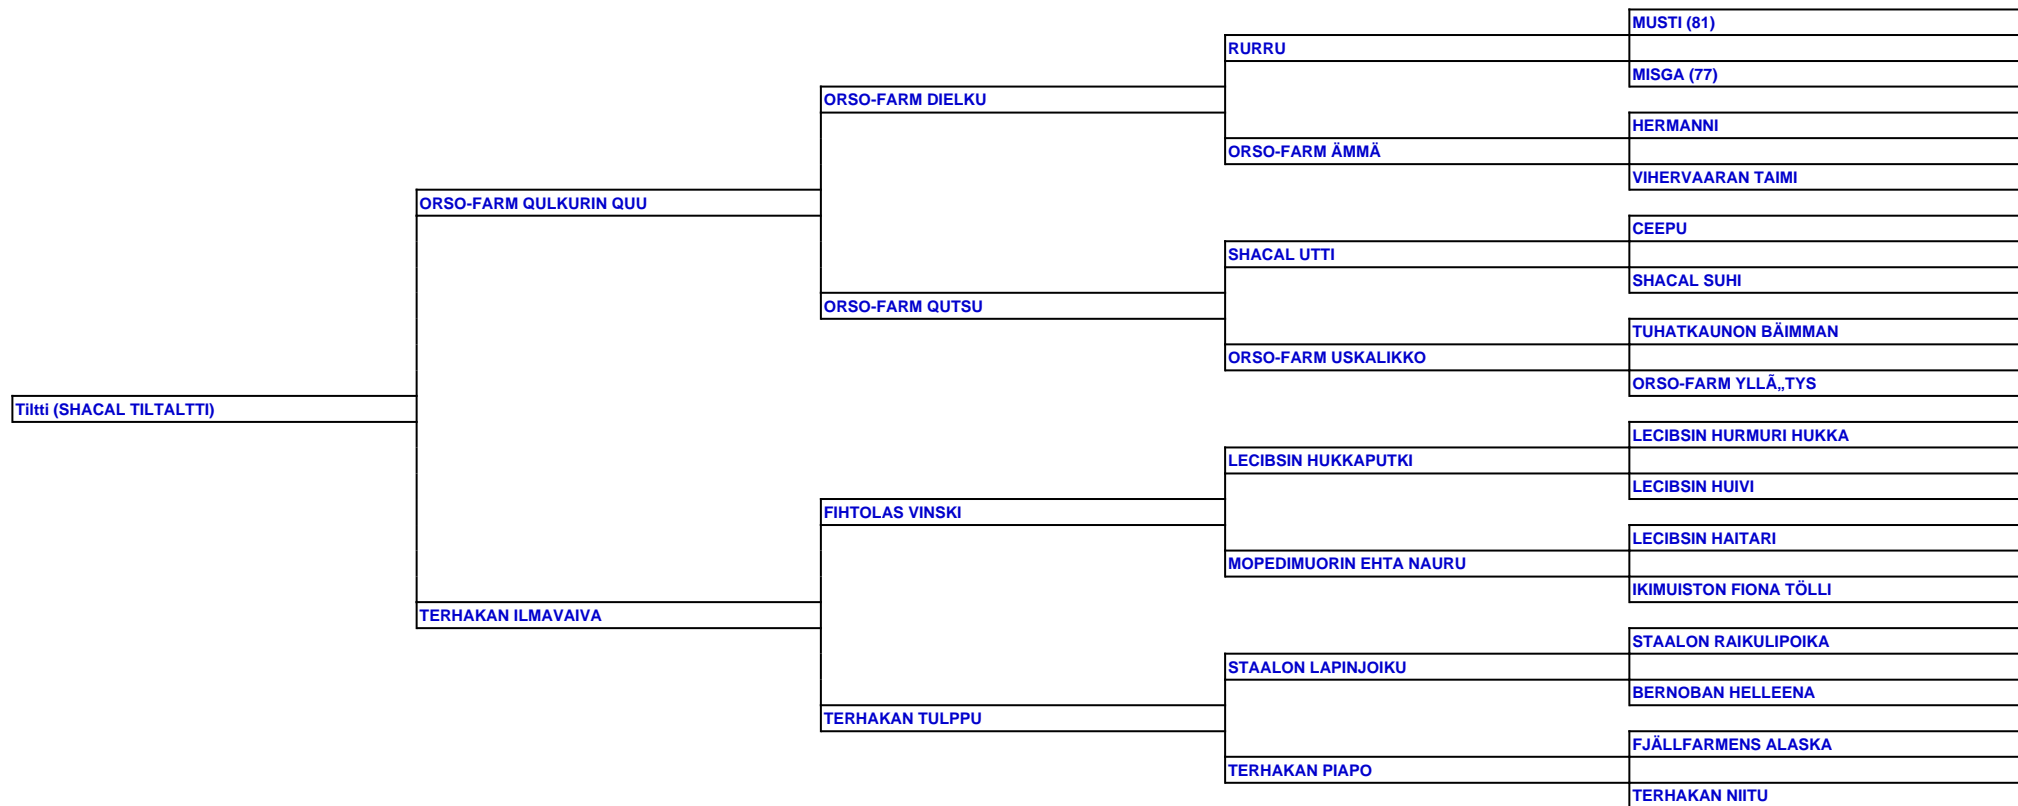 MUSTI (81)
RURRU
MISGA (77)
ORSO-FARM DIELKU
HERMANNI
ORSO-FARM ÄMMÄ
VIHERVAARAN TAIMI
ORSO-FARM QULKURIN QUU
CEEPU
SHACAL UTTI
SHACAL SUHI
ORSO-FARM QUTSU
TUHATKAUNON BÄIMMAN
ORSO-FARM USKALIKKO
ORSO-FARM YLLÃ„TYS
Tiltti (SHACAL TILTALTTI)
LECIBSIN HURMURI HUKKA
LECIBSIN HUKKAPUTKI
LECIBSIN HUIVI
FIHTOLAS VINSKI
LECIBSIN HAITARI
MOPEDIMUORIN EHTA NAURU
IKIMUISTON FIONA TÖLLI
TERHAKAN ILMAVAIVA
STAALON RAIKULIPOIKA
STAALON LAPINJOIKU
BERNOBAN HELLEENA
TERHAKAN TULPPU
FJÄLLFARMENS ALASKA
TERHAKAN PIAPO
TERHAKAN NIITU